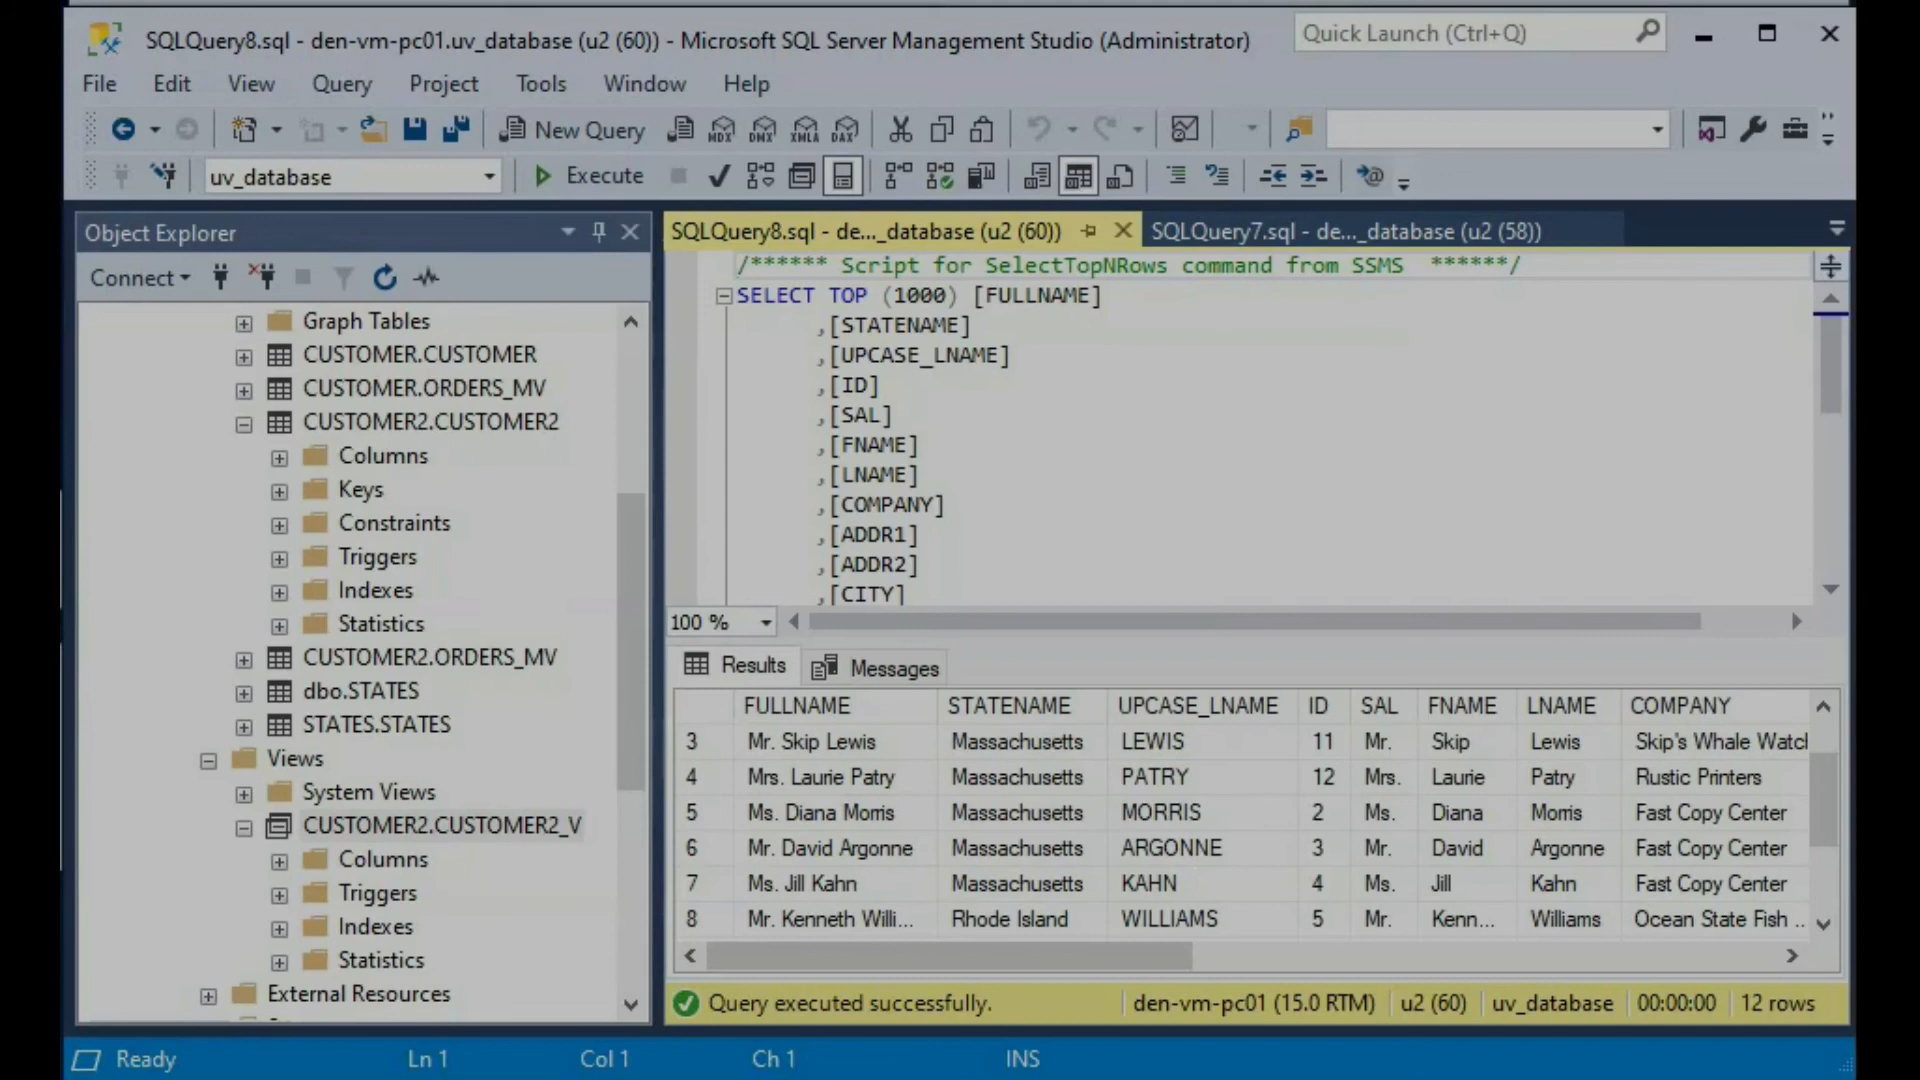 SQLQuery8.sql - den-vm-pc01.uv_database (u2 (60)) - Microsoft SQL Server Management Studio (Administrator)
Quick Launch (Ctrl+Q)
File Edit View Query Project Tools Window Help
New Query MDX DMX XMLA DAX
uv_database Execute
Object Explorer
Connect
Graph Tables
CUSTOMER.CUSTOMER
CUSTOMER.ORDERS_MV
CUSTOMER2.CUSTOMER2
Columns
Keys
Constraints
Triggers
Indexes
Statistics
CUSTOMER2.ORDERS_MV
dbo.STATES
STATES.STATES
Views
System Views
CUSTOMER2.CUSTOMER2_V
Columns
Triggers
Indexes
Statistics
External Resources
SQLQuery8.sql - de..._database (u2 (60)) SQLQuery7.sql - de..._database (u2 (58))
/****** Script for SelectTopNRows command from SSMS ******/
SELECT TOP (1000) [FULLNAME]
,[STATENAME]
,[UPCASE_LNAME]
,[ID]
,[SAL]
,[FNAME]
,[LNAME]
,[COMPANY]
,[ADDR1]
,[ADDR2]
,[CITY]
100 %
Results Messages
FULLNAME STATENAME UPCASE_LNAME ID SAL FNAME LNAME COMPANY
3 Mr. Skip Lewis Massachusetts LEWIS 11 Mr. Skip Lewis Skip's Whale Watcl
4 Mrs. Laurie Patry Massachusetts PATRY 12 Mrs. Laurie Patry Rustic Printers
5 Ms. Diana Morris Massachusetts MORRIS 2 Ms. Diana Morris Fast Copy Center
6 Mr. David Argonne Massachusetts ARGONNE 3 Mr. David Argonne Fast Copy Center
7 Ms. Jill Kahn Massachusetts KAHN 4 Ms. Jill Kahn Fast Copy Center
8 Mr. Kenneth Willi... Rhode Island WILLIAMS 5 Mr. Kenn... Williams Ocean State Fish ..
Query executed successfully. den-vm-pc01 (15.0 RTM) u2 (60) uv_database 00:00:00 12 rows
Ready Ln 1 Col 1 Ch 1 INS